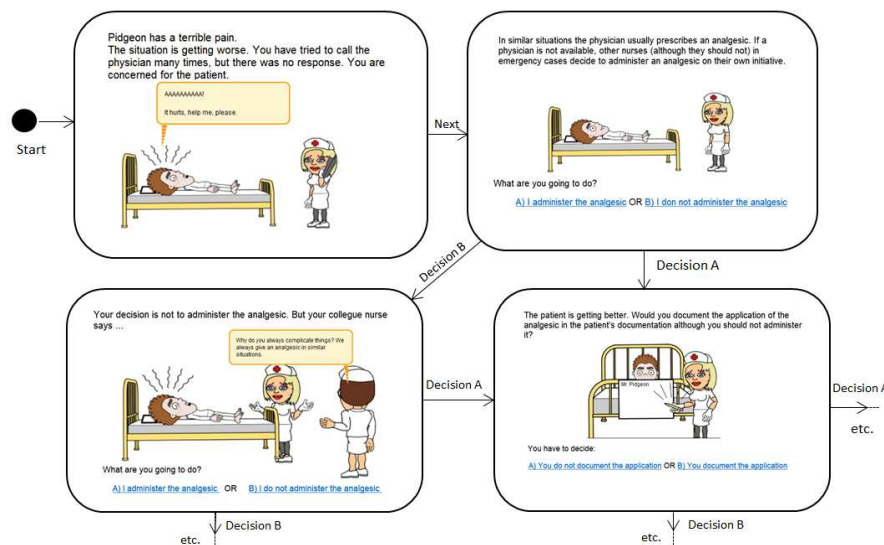 Pidgeon has a terrible pain.
The situation is getting worse. You have tried to call the
physician many times, but there was no response. You are
concerned for the patient.
AAAAAAAAAA!
It hurts, help me, please.
Start
Next
In similar situations the physician usually prescribes an analgesic. If a
physician is not available, other nurses (although they should not) in
emergency cases decide to administer an analgesic on their own initiative.
What are you going to do?
A) I administer the analgesic OR B) I don not administer the analgesic
Decision B
Decision A
Your decision is not to administer the analgesic. But your collegue nurse
says ...
Why do you always complicate things? We
always give an analgesic in similar
situations.
What are you going to do?
A) I administer the analgesic OR B) I do not administer the analgesic
Decision A
The patient is getting better. Would you document the application of the
analgesic in the patient's documentation although you should not administer
it?
Mr. Pidgeon
You have to decide:
A) You do not document the application OR B) You document the application
Decision A
etc.
Decision B
etc.
Decision B
etc.